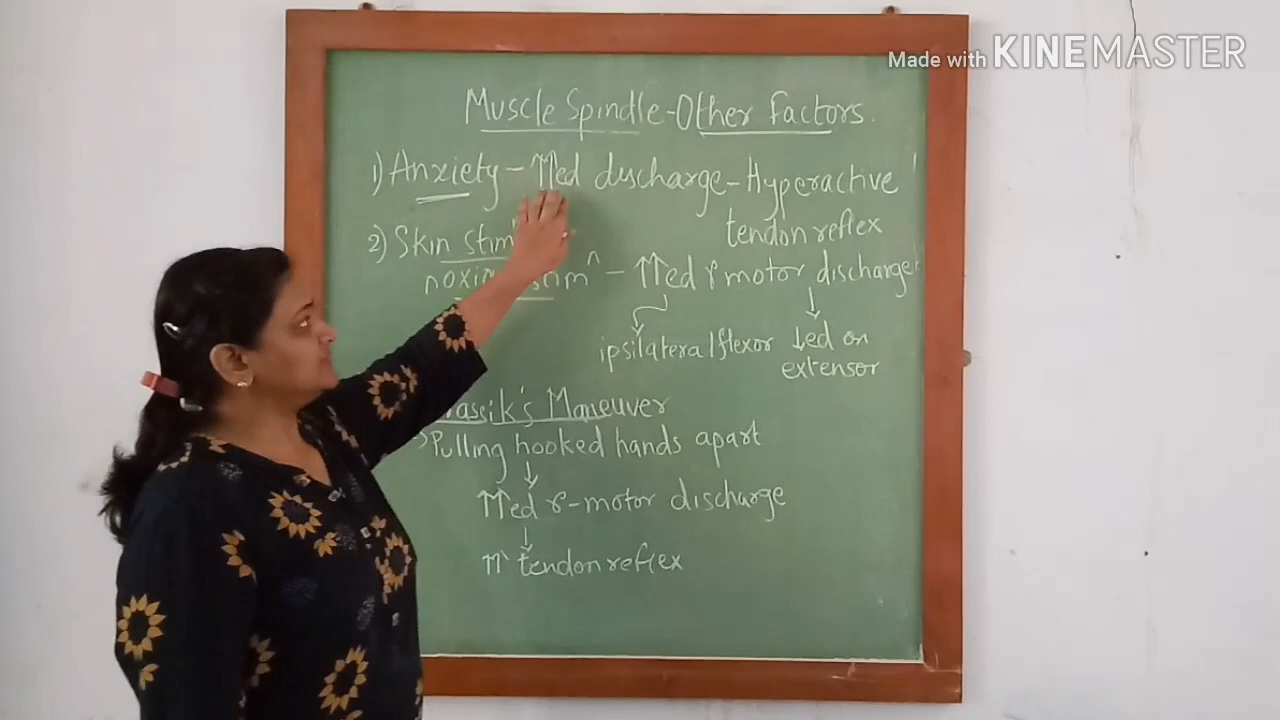 Made with KINEMASTER
Muscle Spindle-Other Factors.
1) Anxiety - ↑↑ed discharge - Hyperactive
tendon reflex
2) Skin stim
stimⁿ - ↑↑ed γ motor discharge
ipsilateral flexor ↓ed on
extensor
Maneuver
→ Pulling hooked hands apart
↓
↑↑ed γ-motor discharge
↓
↑↑ tendon reflex